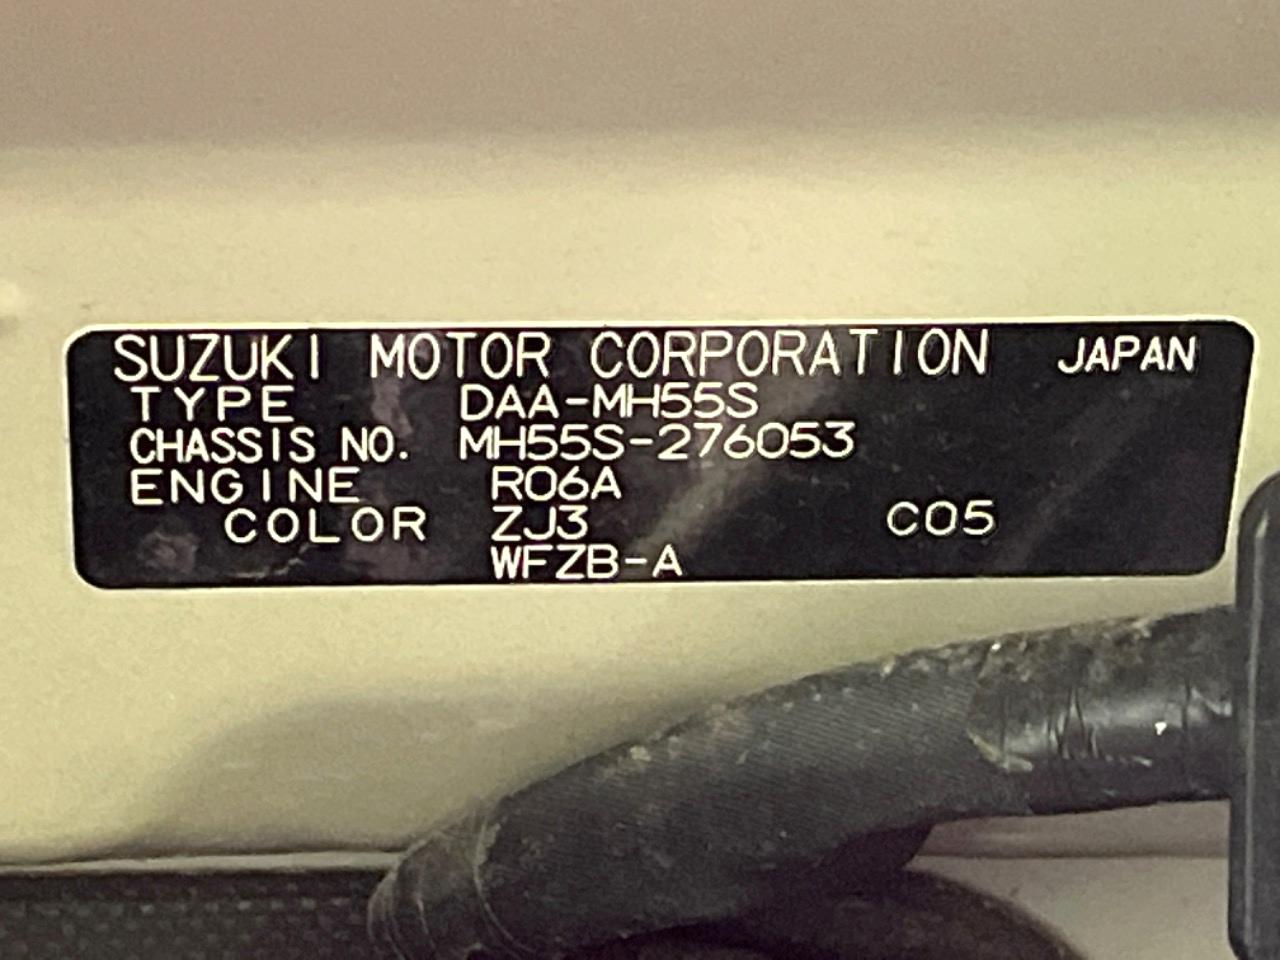 SUZUKI MOTOR CORPORATION JAPAN
TYPE DAA-MH55S
CHASSIS NO. MH55S-276053
ENGINE R06A
COLOR ZJ3 C05
WFZB-A